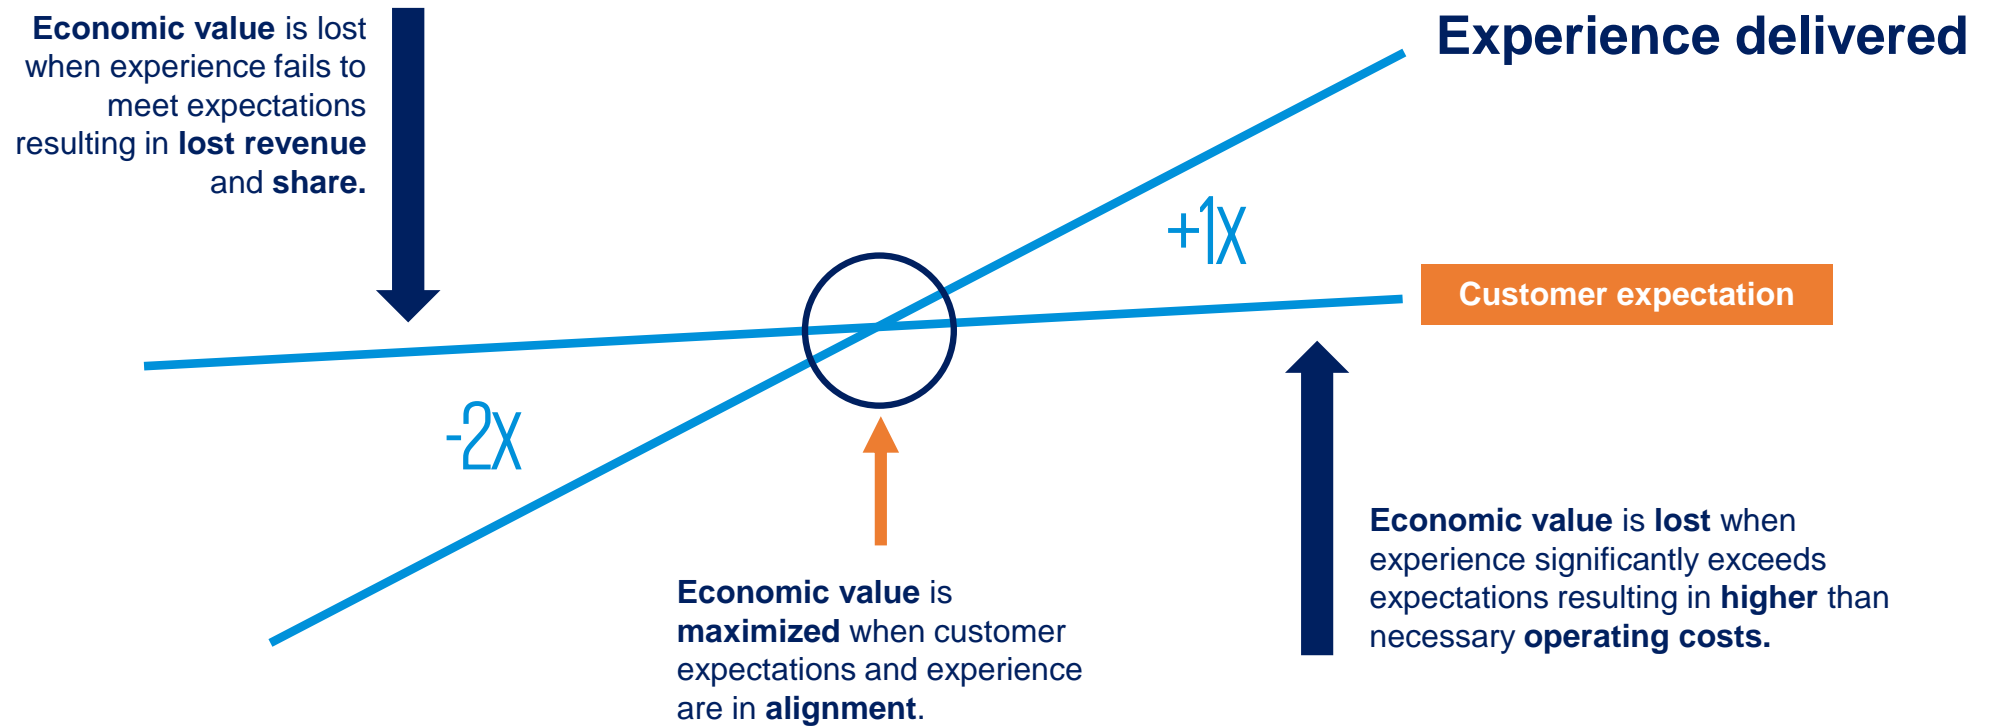 Economic value is lost
when experience fails to
meet expectations
resulting in lost revenue
and share.
Experience delivered
+1x
Customer expectation
-2x
Economic value is
maximized when customer
expectations and experience
are in alignment.
Economic value is lost when
experience significantly exceeds
expectations resulting in higher than
necessary operating costs.